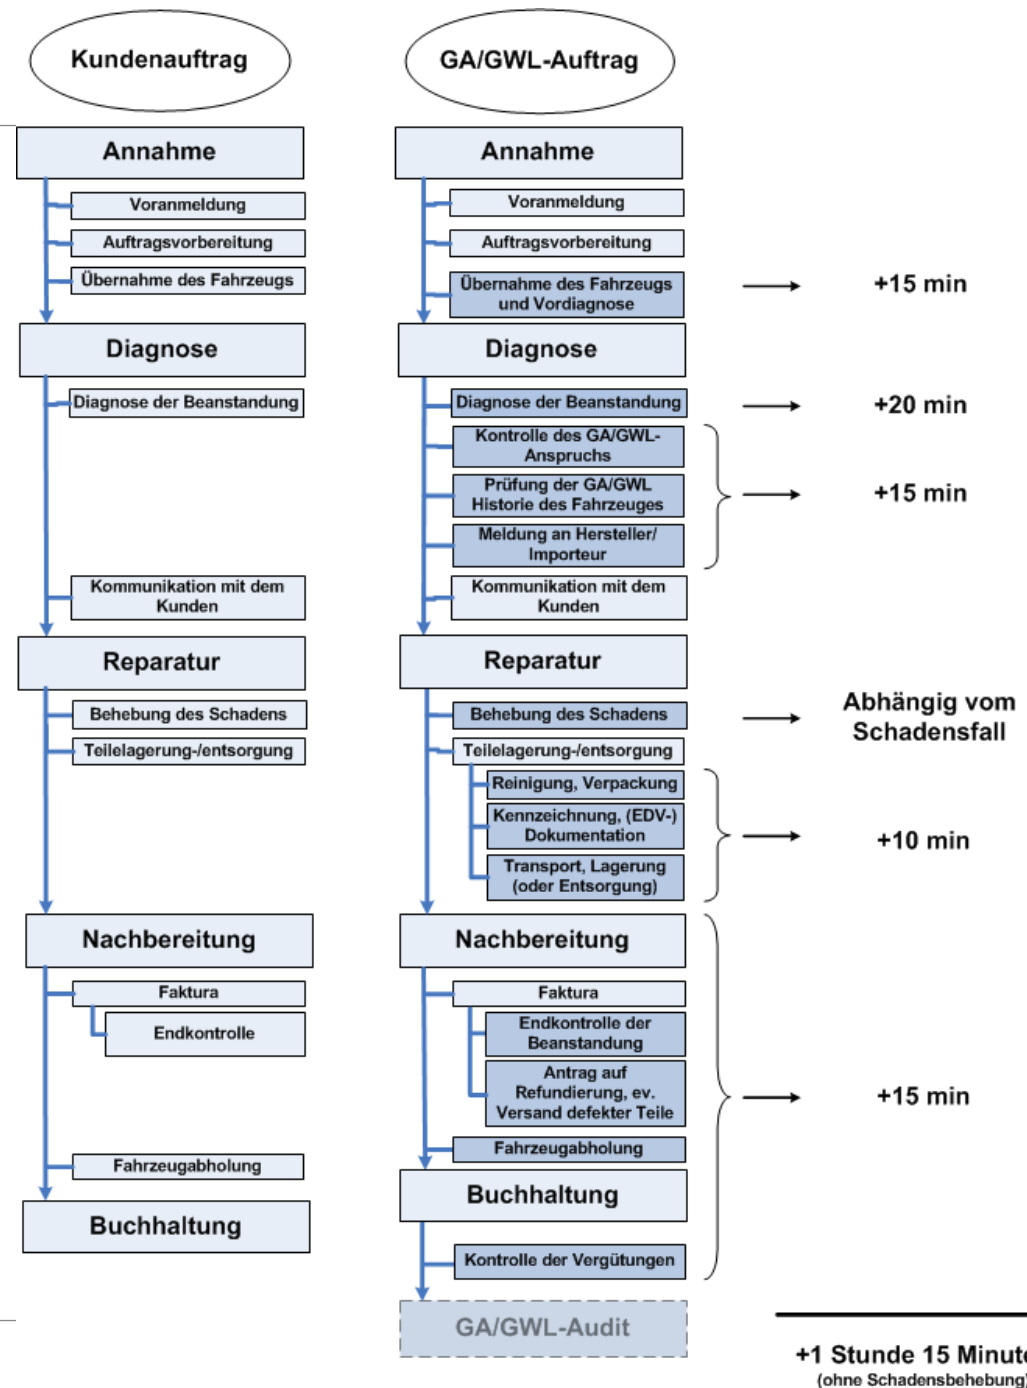 Kundenauftrag
Annahme
Voranmeldung
Auftragsvorbereitung
Übernahme des Fahrzeugs
Diagnose
Diagnose der Beanstandung
Kommunikation mit dem
Kunden
Reparatur
Behebung des Schadens
Teilelagerung-/entsorgung
Nachbereitung
Faktura
Endkontrolle
Fahrzeugabholung
Buchhaltung
GA/GWL-Auftrag
Annahme
Voranmeldung
Auftragsvorbereitung
Übernahme des Fahrzeugs
und Vordiagnose
+15 min
Diagnose
Diagnose der Beanstandung
+20 min
Kontrolle des GA/GWL-
Anspruchs
Prüfung der GA/GWL
Historie des Fahrzeuges
Meldung an Hersteller/
Importeur
+15 min
Kommunikation mit dem
Kunden
Reparatur
Behebung des Schadens
Abhängig vom
Schadensfall
Teilelagerung-/entsorgung
Reinigung, Verpackung
Kennzeichnung, (EDV-)
Dokumentation
Transport, Lagerung
(oder Entsorgung)
+10 min
Nachbereitung
Faktura
Endkontrolle der
Beanstandung
Antrag auf
Refundierung, ev.
Versand defekter Teile
Fahrzeugabholung
Buchhaltung
Kontrolle der Vergütungen
+15 min
GA/GWL-Audit
+1 Stunde 15 Minute
(ohne Schadensbehebung)